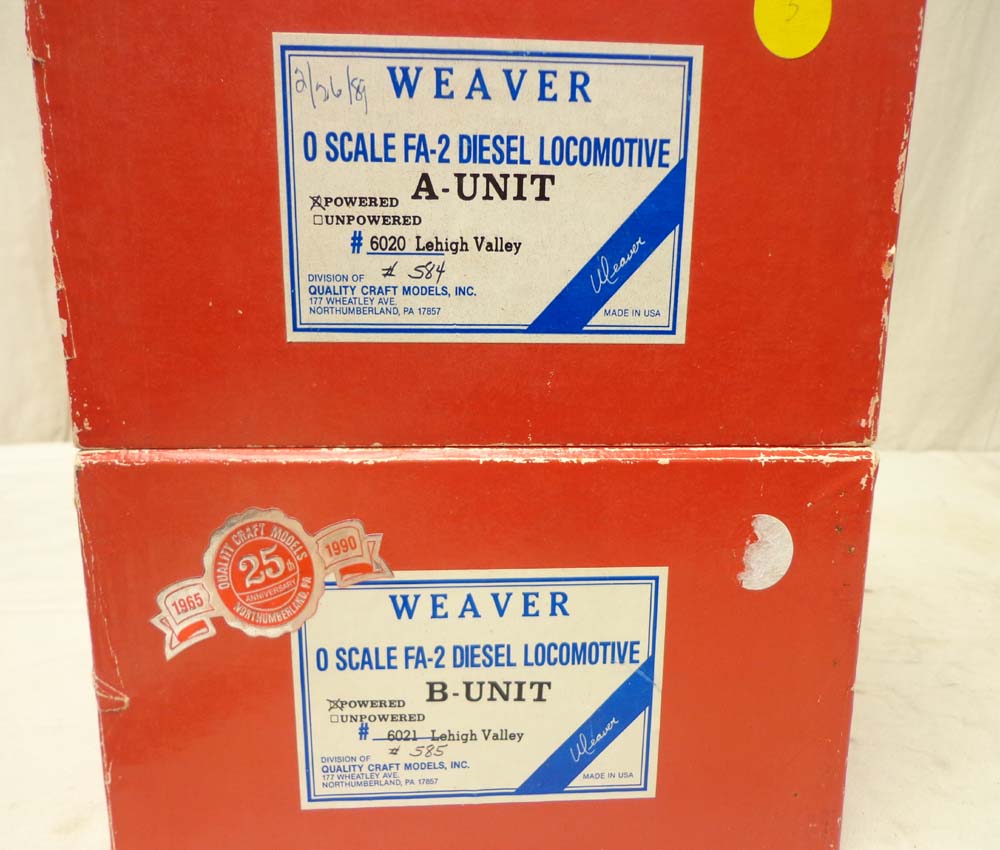 5
2/26/89
WEAVER
O SCALE FA-2 DIESEL LOCOMOTIVE
A-UNIT
POWERED
UNPOWERED
# 6020 Lehigh Valley
# 584
DIVISION OF
QUALITY CRAFT MODELS, INC.
177 WHEATLEY AVE.
NORTHUMBERLAND, PA 17857
Weaver
MADE IN USA
QUALITY CRAFT MODELS
1965
25th
1990
ANNIVERSARY
NORTHUMBERLAND, PA
WEAVER
O SCALE FA-2 DIESEL LOCOMOTIVE
B-UNIT
POWERED
UNPOWERED
# 6021 Lehigh Valley
# 585
DIVISION OF
QUALITY CRAFT MODELS, INC.
177 WHEATLEY AVE.
NORTHUMBERLAND, PA 17857
Weaver
MADE IN USA